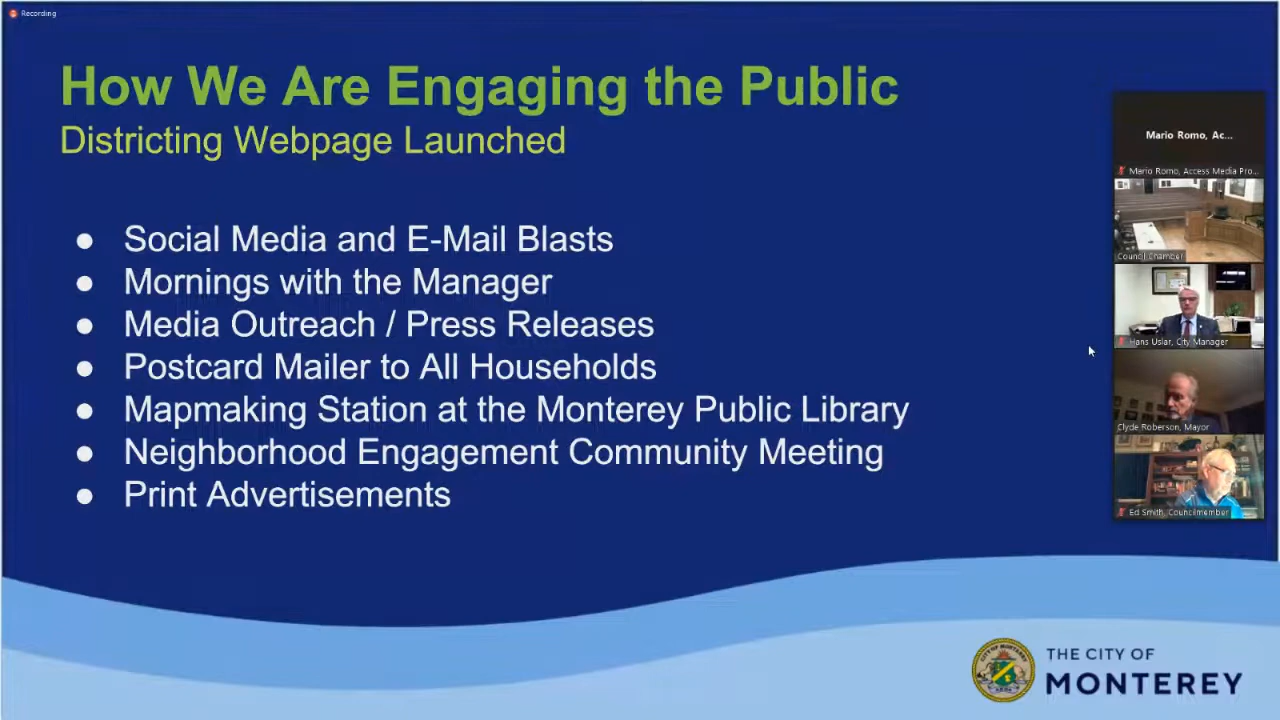 Recording
How We Are Engaging the Public
Districting Webpage Launched
● Social Media and E-Mail Blasts
● Mornings with the Manager
● Media Outreach / Press Releases
● Postcard Mailer to All Households
● Mapmaking Station at the Monterey Public Library
● Neighborhood Engagement Community Meeting
● Print Advertisements
Mario Romo, Ac...
Mario Romo, Access Media Pro...
Council Chamber
Hans Uslar, City Manager
Clyde Roberson, Mayor
Ed Smith, Councilmember
THE CITY OF
MONTEREY